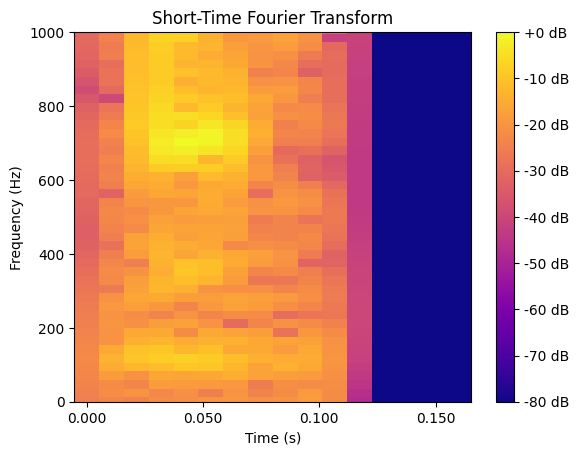 Short-Time Fourier Transform
1000
800
600
400
200
0
Frequency (Hz)
0.000
0.050
0.100
0.150
Time (s)
+0 dB
-10 dB
-20 dB
-30 dB
-40 dB
-50 dB
-60 dB
-70 dB
-80 dB